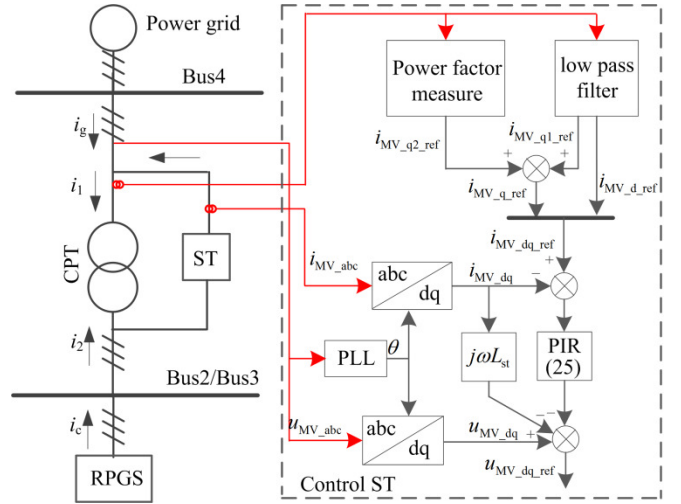 Power grid
Bus4
i_g
i_1
CPT
ST
i_2
Bus2/Bus3
i_c
RPGS
Power factor
measure
low pass
filter
i_MV_q2_ref
i_MV_q1_ref
+
+
i_MV_q_ref
i_MV_d_ref
i_MV_dq_ref
i_MV_abc
abc
dq
i_MV_dq
+
−
PLL
θ
jωL_st
PIR
(25)
u_MV_abc
abc
dq
u_MV_dq
+
−
−
u_MV_dq_ref
Control ST